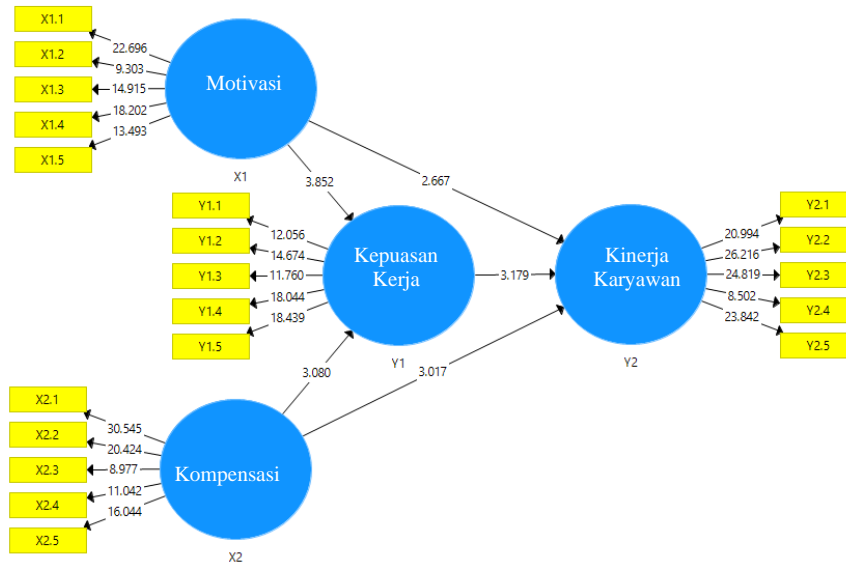 X1.1
X1.2
X1.3
X1.4
X1.5
22.696
9.303
14.915
18.202
13.493
Motivasi
X1
3.852
2.667
Y1.1
Y1.2
Y1.3
Y1.4
Y1.5
12.056
14.674
11.760
18.044
18.439
Kepuasan
Kerja
Y1
3.179
Kinerja
Karyawan
Y2
20.994
26.216
24.819
8.502
23.842
Y2.1
Y2.2
Y2.3
Y2.4
Y2.5
3.080
3.017
X2.1
X2.2
X2.3
X2.4
X2.5
30.545
20.424
8.977
11.042
16.044
Kompensasi
X2